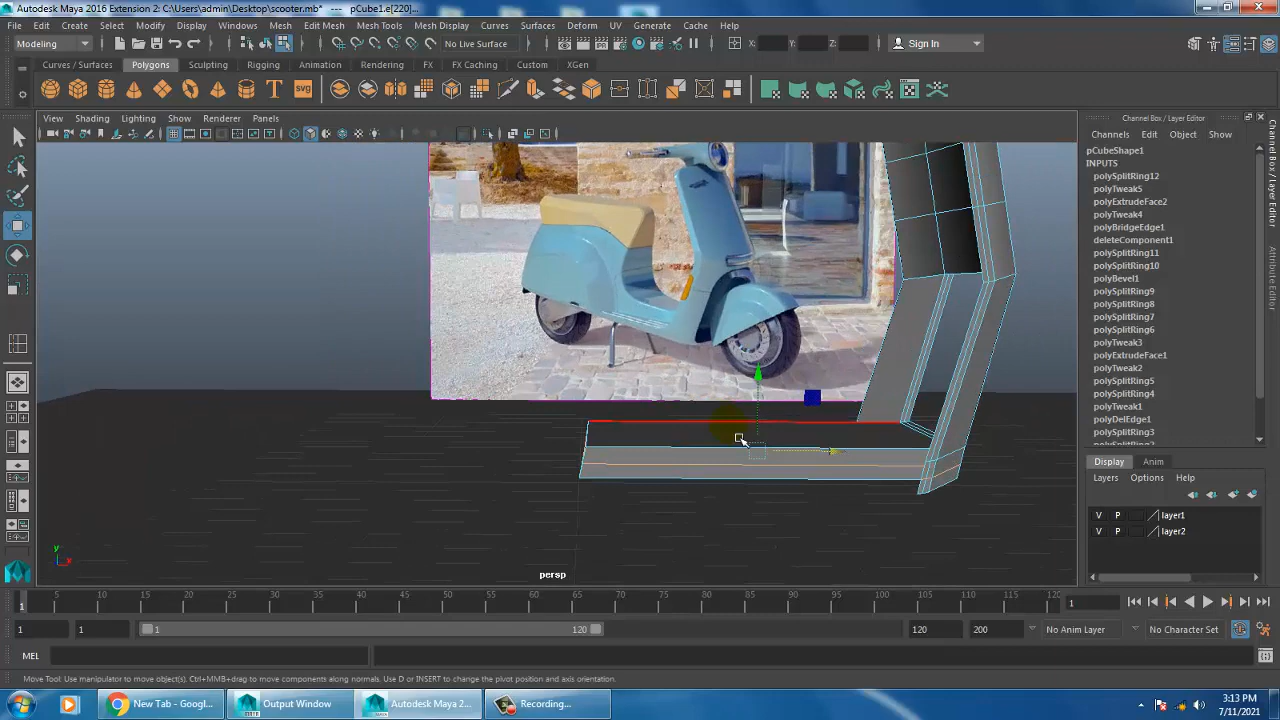 Autodesk Maya 2016 Extension 2: C:\Users\admin\Desktop\scooter.mb* --- pCube1.e[220]...
File Edit Create Select Modify Display Windows Mesh Edit Mesh Mesh Tools Mesh Display Curves Surfaces Deform UV Generate Cache Help
Modeling No Live Surface X: Y: Z: Sign In
Curves / Surfaces Polygons Sculpting Rigging Animation Rendering FX FX Caching Custom XGen
SVG
View Shading Lighting Show Renderer Panels
Channel Box / Layer Editor
Channels Edit Object Show
pCubeShape1
INPUTS
polySplitRing12
polyTweak5
polyExtrudeFace2
polyTweak4
polyBridgeEdge1
deleteComponent1
polySplitRing11
polySplitRing10
polyBevel1
polySplitRing9
polySplitRing8
polySplitRing7
polySplitRing6
polyTweak3
polyExtrudeFace1
polyTweak2
polySplitRing5
polySplitRing4
polyTweak1
polyDelEdge1
polySplitRing3
Channel Box / Layer Editor
Attribute Editor
Display Anim
Layers Options Help
V P layer1
V P layer2
y
x
persp
1 5 10 15 20 25 30 35 40 45 50 55 60 65 70 75 80 85 90 95 100 105 110 115 120 1
1 1 1 120 120 200 No Anim Layer No Character Set
MEL
Move Tool: Use manipulator to move object(s). Ctrl+MMB+drag to move components along normals. Use D or INSERT to change the pivot position and axis orientation.
New Tab - Googl... Output Window Autodesk Maya 2... Recording...
3:13 PM
7/11/2021